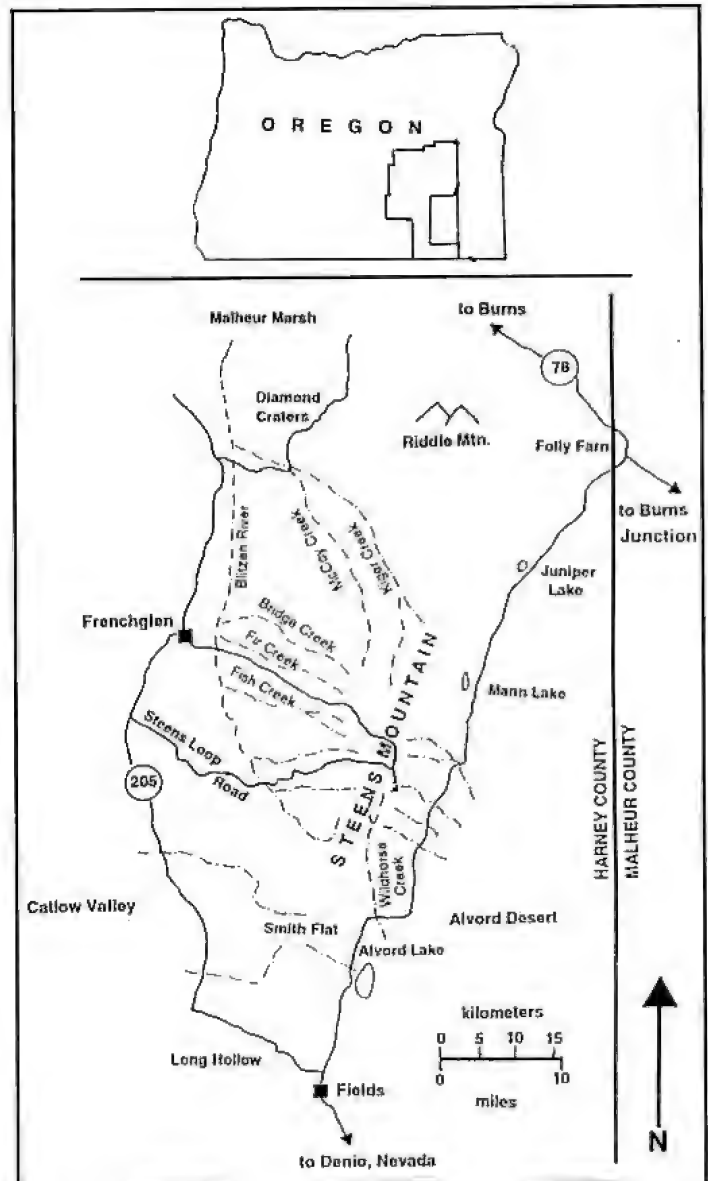 OREGON
to Burns
Malheur Marsh
78
Diamond
Craters
Riddle Mtn.
Folly Farm
to Burns
Junction
Blitzen River
McCoy Creek
Kiger Creek
Juniper
Lake
Bridge Creek
Frenchglen
Fir Creek
Fish Creek
Mann Lake
STEENS MOUNTAIN
Steens Loop
Road
205
HARNEY COUNTY
MALHEUR COUNTY
Wildhorse
Creek
Catlow Valley
Alvord Desert
Smith Flat
Alvord Lake
kilometers
0 5 10 15
0 10
miles
Long Hollow
Fields
N
to Denio, Nevada